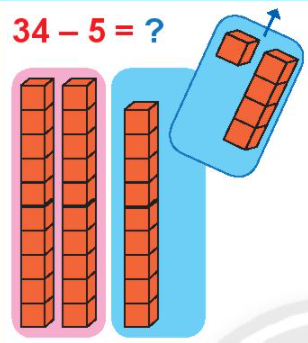 34 – 5 = ?